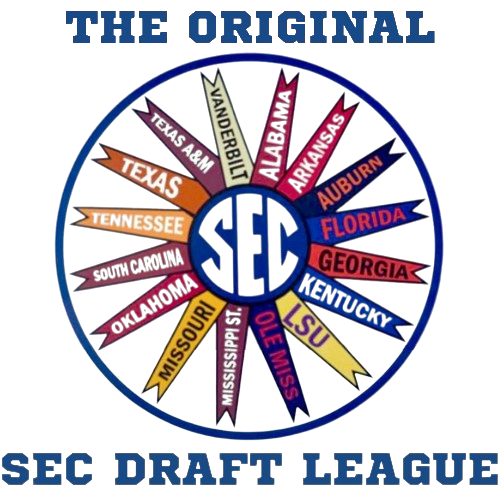 THE ORIGINAL
ALABAMA
ARKANSAS
AUBURN
FLORIDA
GEORGIA
KENTUCKY
LSU
OLE MISS
MISSISSIPPI ST.
MISSOURI
OKLAHOMA
SOUTH CAROLINA
TENNESSEE
TEXAS
TEXAS A&M
VANDERBILT
SEC
SEC DRAFT LEAGUE